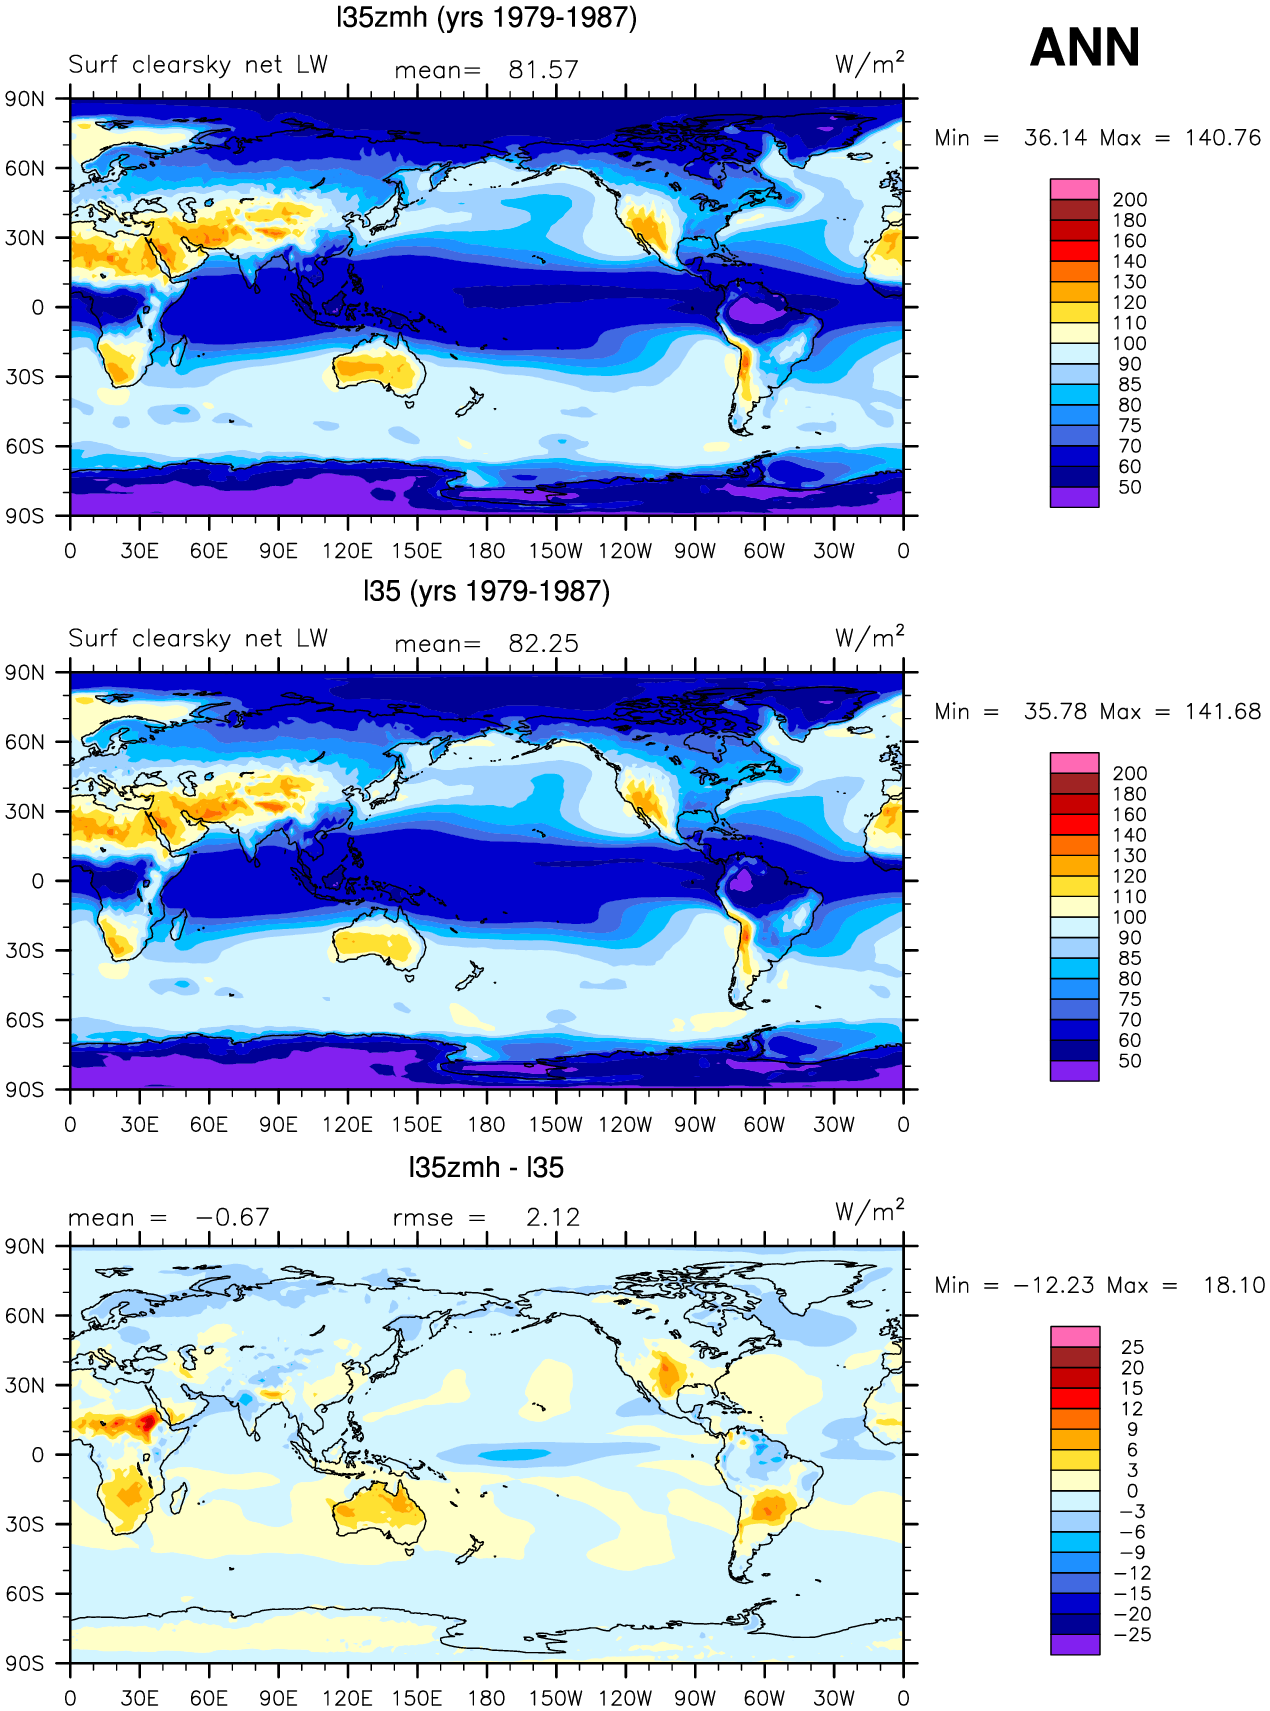 l35zmh (yrs 1979-1987)
ANN
Surf clearsky net LW mean= 81.57 W/m²
Min = 36.14 Max = 140.76
90N
60N
30N
0
30S
60S
90S
0 30E 60E 90E 120E 150E 180 150W 120W 90W 60W 30W 0
200
180
160
140
130
120
110
100
90
85
80
75
70
60
50
l35 (yrs 1979-1987)
Surf clearsky net LW mean= 82.25 W/m²
Min = 35.78 Max = 141.68
90N
60N
30N
0
30S
60S
90S
0 30E 60E 90E 120E 150E 180 150W 120W 90W 60W 30W 0
200
180
160
140
130
120
110
100
90
85
80
75
70
60
50
l35zmh - l35
mean = −0.67 rmse = 2.12 W/m²
Min = −12.23 Max = 18.10
90N
60N
30N
0
30S
60S
90S
0 30E 60E 90E 120E 150E 180 150W 120W 90W 60W 30W 0
25
20
15
12
9
6
3
0
−3
−6
−9
−12
−15
−20
−25